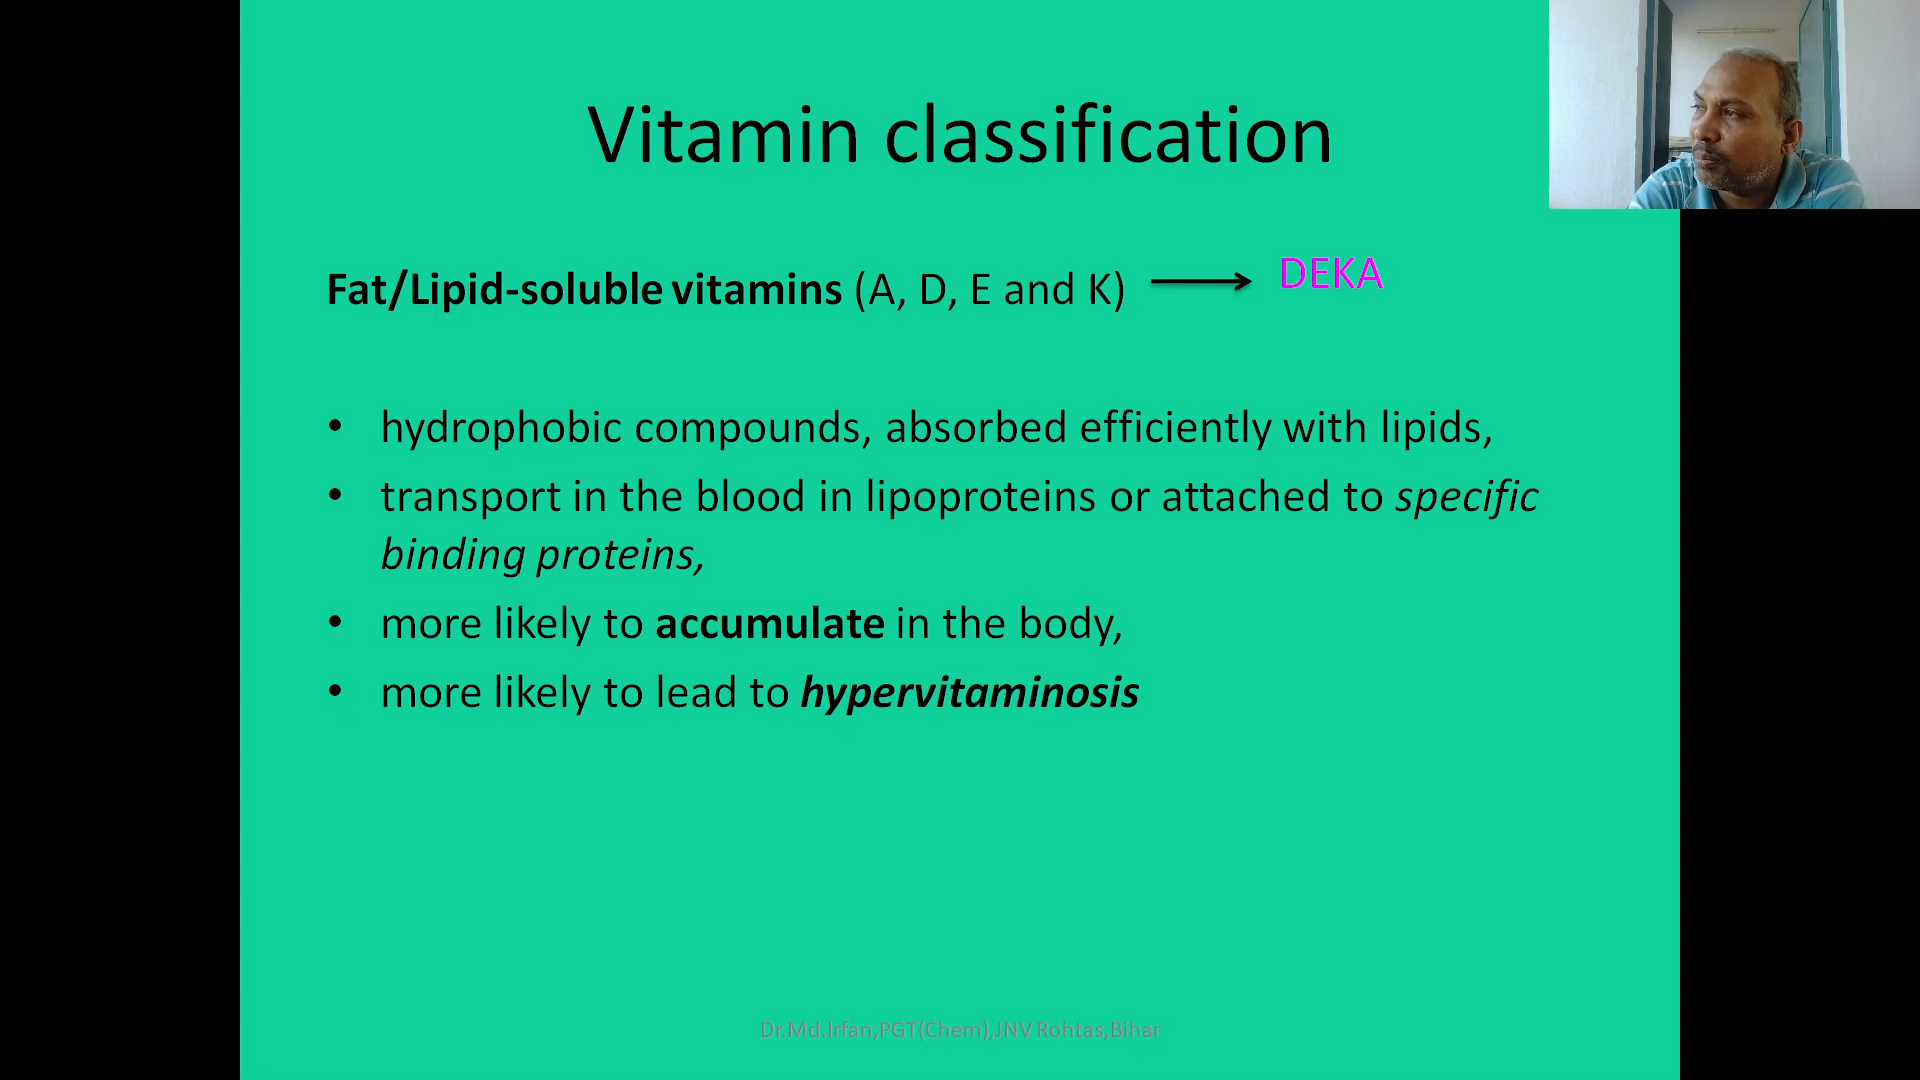 Vitamin classification
Fat/Lipid-soluble vitamins (A, D, E and K) DEKA
• hydrophobic compounds, absorbed efficiently with lipids,
• transport in the blood in lipoproteins or attached to specific
binding proteins,
• more likely to accumulate in the body,
• more likely to lead to hypervitaminosis
Dr.Md.Irfan,PGT(Chem),JNV Rohtas,Bihar